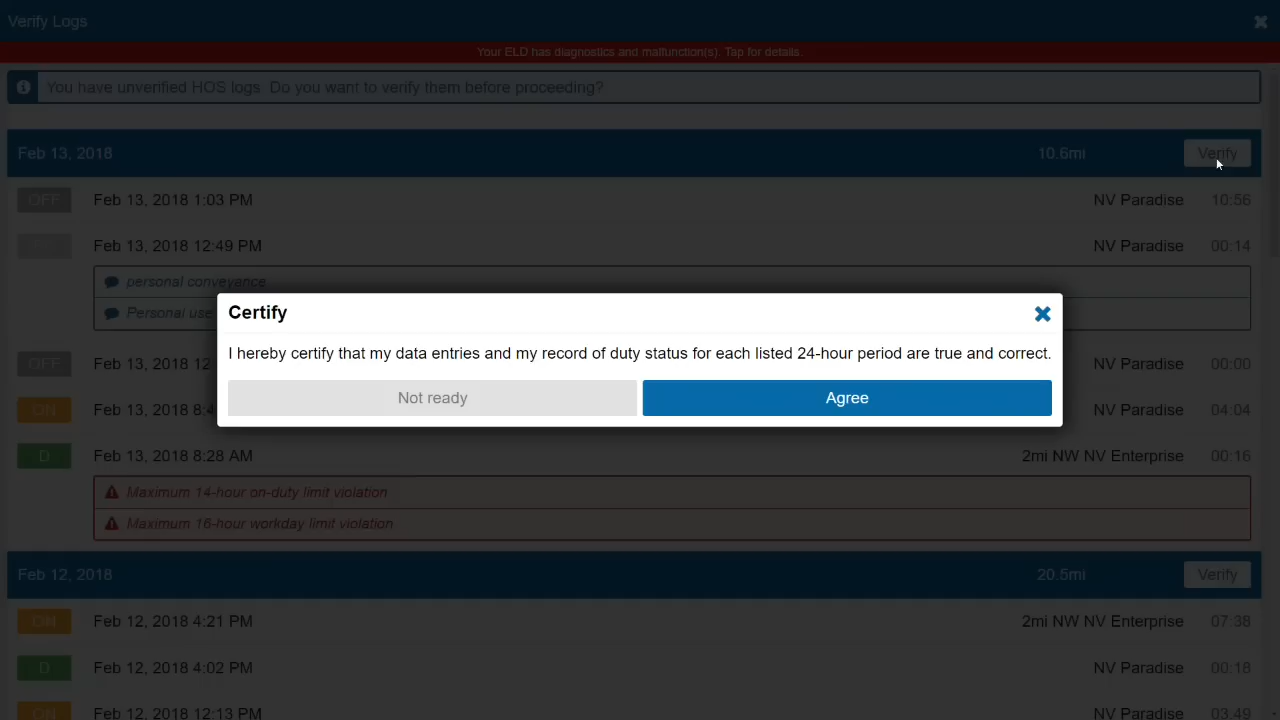 Verify Logs
Your ELD has diagnostics and malfunction(s). Tap for details.
You have unverified HOS logs. Do you want to verify them before proceeding?
Feb 13, 2018 10.6mi Verify
OFF Feb 13, 2018 1:03 PM NV Paradise 10:56
Feb 13, 2018 12:49 PM NV Paradise 00:14
personal conveyance
Personal use
Certify
I hereby certify that my data entries and my record of duty status for each listed 24-hour period are true and correct.
OFF Feb 13, 2018 12 NV Paradise 00:00
Not ready Agree
ON Feb 13, 2018 8:4 NV Paradise 04:04
D Feb 13, 2018 8:28 AM 2mi NW NV Enterprise 00:16
Maximum 14-hour on-duty limit violation
Maximum 16-hour workday limit violation
Feb 12, 2018 20.5mi Verify
ON Feb 12, 2018 4:21 PM 2mi NW NV Enterprise 07:38
D Feb 12, 2018 4:02 PM NV Paradise 00:18
ON Feb 12, 2018 12:13 PM NV Paradise 03:49